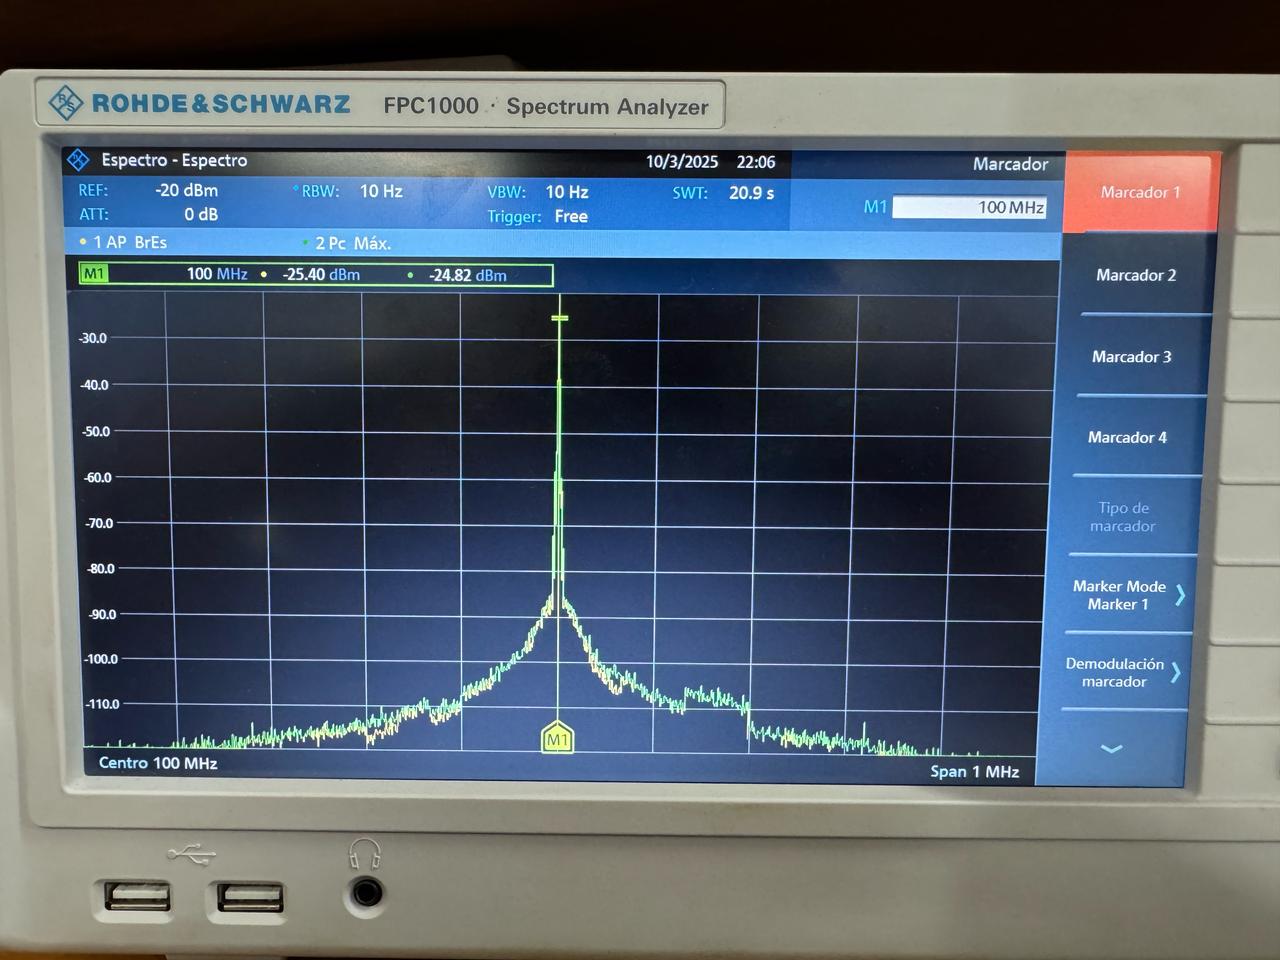 ROHDE&SCHWARZ FPC1000 · Spectrum Analyzer
Espectro - Espectro 10/3/2025 22:06 Marcador
REF: -20 dBm RBW: 10 Hz VBW: 10 Hz SWT: 20.9 s
ATT: 0 dB Trigger: Free
M1 100 MHz
1 AP BrEs 2 Pc Máx.
M1 100 MHz -25.40 dBm -24.82 dBm
-30.0
-40.0
-50.0
-60.0
-70.0
-80.0
-90.0
-100.0
-110.0
M1
Centro 100 MHz Span 1 MHz
Marcador 1
Marcador 2
Marcador 3
Marcador 4
Tipo de
marcador
Marker Mode
Marker 1
Demodulación
marcador